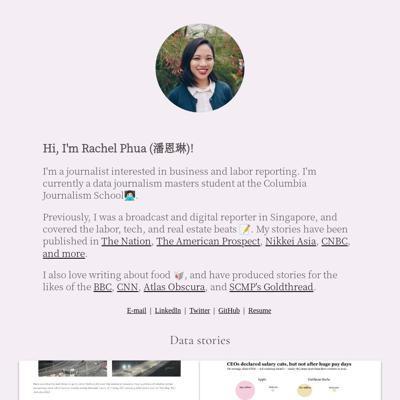 Hi, I'm Rachel Phua (潘恩琳)!
I'm a journalist interested in business and labor reporting. I'm
currently a data journalism masters student at the Columbia
Journalism School👩🏻‍💻.
Previously, I was a broadcast and digital reporter in Singapore, and
covered the labor, tech, and real estate beats 📝. My stories have been
published in The Nation, The American Prospect, Nikkei Asia, CNBC,
and more.
I also love writing about food 🥡, and have produced stories for the
likes of the BBC, CNN, Atlas Obscura, and SCMP's Goldthread.
E-mail | LinkedIn | Twitter | GitHub | Resume
Data stories
CEOs declared salary cuts, but not after huge pay days